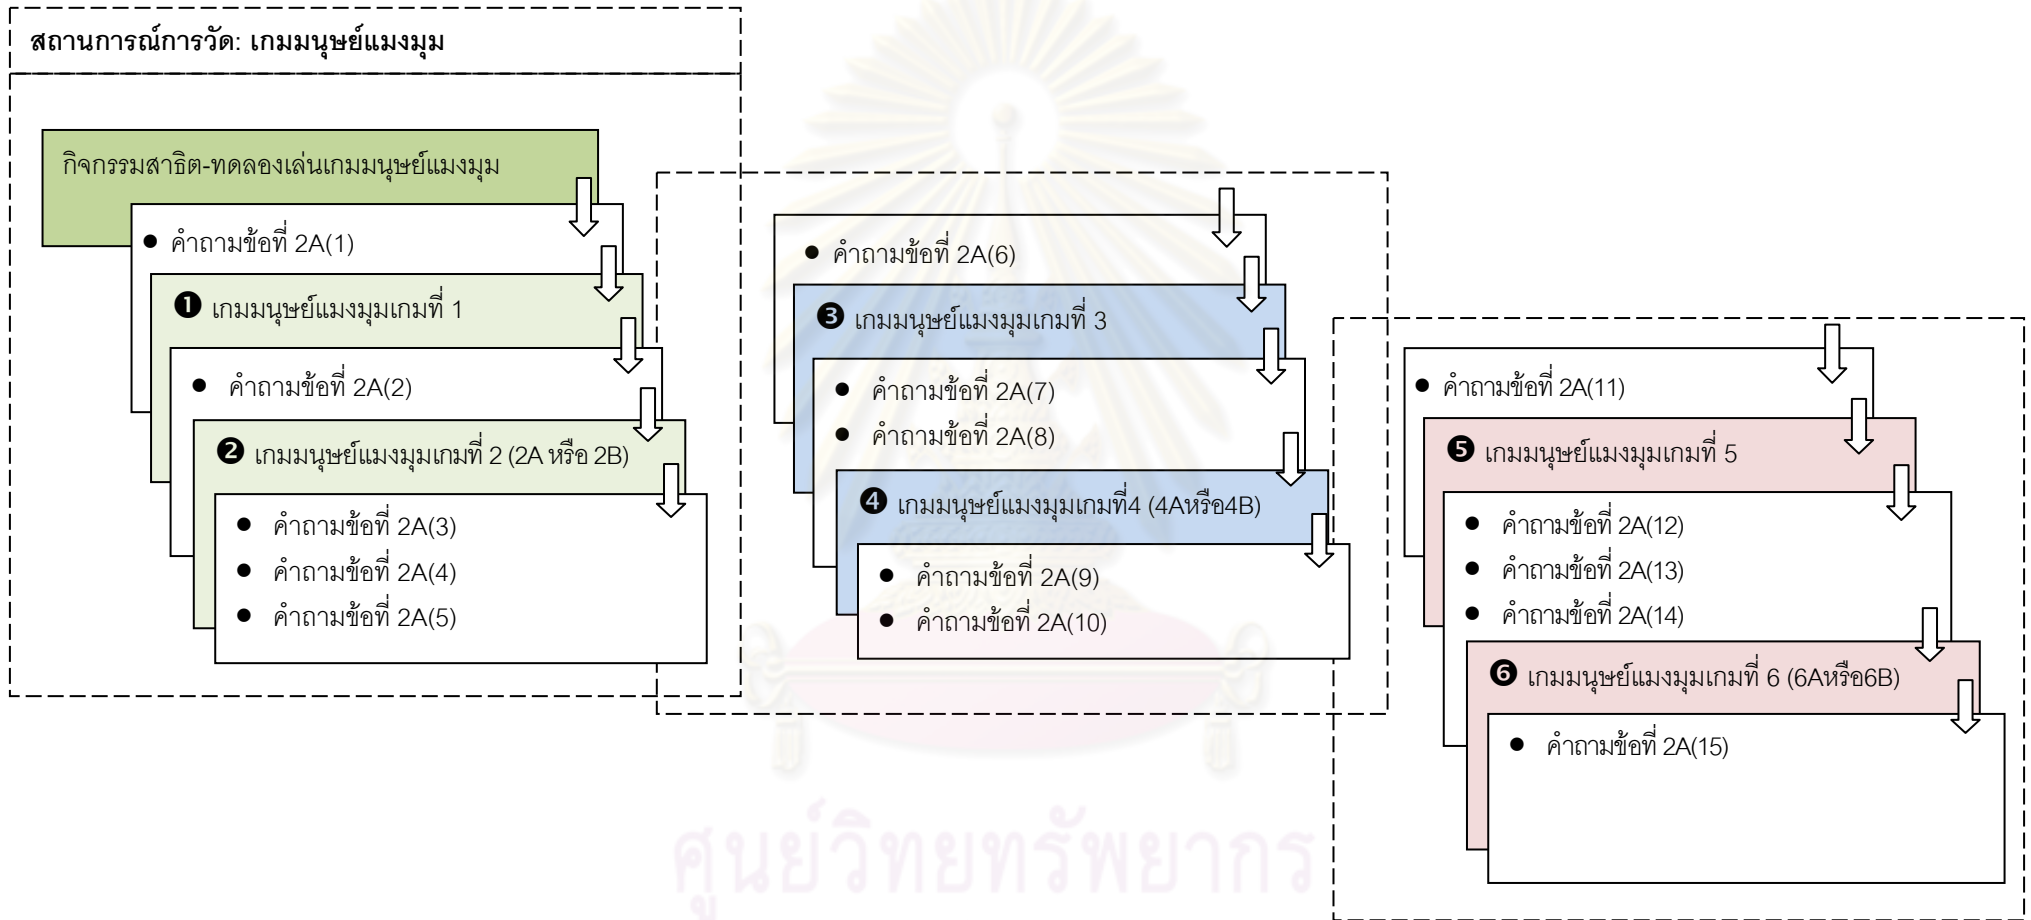 สถานการณ์การวัด: เกมมนุษย์แมงมุม
กิจกรรมสาธิต-ทดลองเล่นเกมมนุษย์แมงมุม
● คำถามข้อที่ 2A(1)
❶ เกมมนุษย์แมงมุมเกมที่ 1
● คำถามข้อที่ 2A(2)
❷ เกมมนุษย์แมงมุมเกมที่ 2 (2A หรือ 2B)
● คำถามข้อที่ 2A(3)
● คำถามข้อที่ 2A(4)
● คำถามข้อที่ 2A(5)
● คำถามข้อที่ 2A(6)
❸ เกมมนุษย์แมงมุมเกมที่ 3
● คำถามข้อที่ 2A(7)
● คำถามข้อที่ 2A(8)
❹ เกมมนุษย์แมงมุมเกมที่4 (4Aหรือ4B)
● คำถามข้อที่ 2A(9)
● คำถามข้อที่ 2A(10)
● คำถามข้อที่ 2A(11)
❺ เกมมนุษย์แมงมุมเกมที่ 5
● คำถามข้อที่ 2A(12)
● คำถามข้อที่ 2A(13)
● คำถามข้อที่ 2A(14)
❻ เกมมนุษย์แมงมุมเกมที่ 6 (6Aหรือ6B)
● คำถามข้อที่ 2A(15)
ศูนย์วิทยทรัพยากร